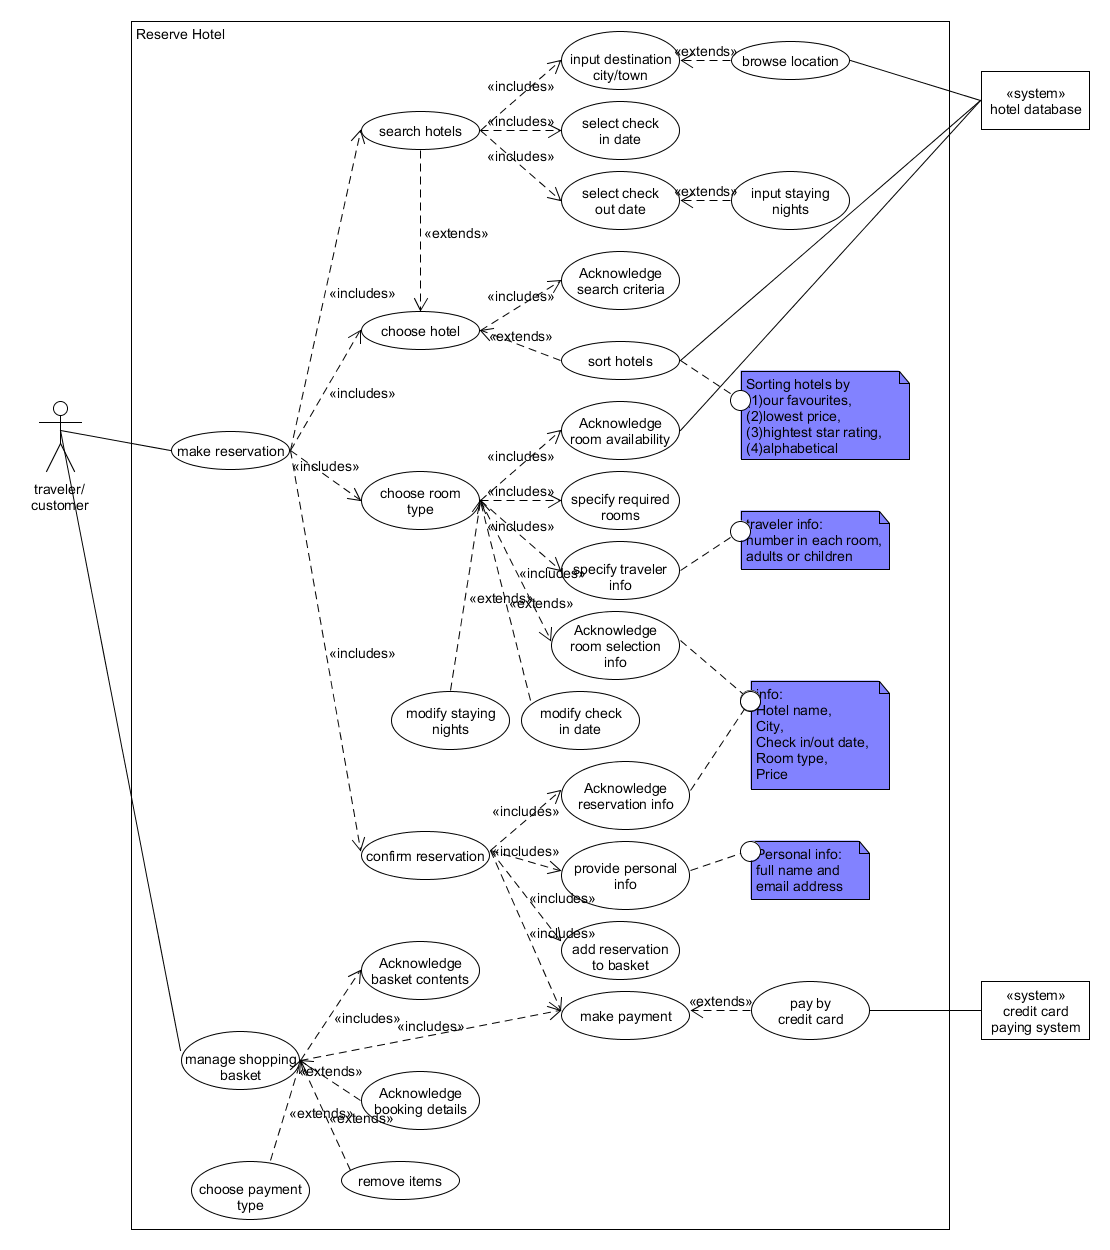 Reserve Hotel
input destination
city/town
«extends»
browse location
«system»
hotel database
«includes»
search hotels
«includes»
select check
in date
«includes»
select check
out date
«extends»
input staying
nights
«extends»
Acknowledge
search criteria
«includes»
«includes»
choose hotel
«extends»
sort hotels
Sorting hotels by
(1)our favourites,
(2)lowest price,
(3)hightest star rating,
(4)alphabetical
«includes»
Acknowledge
room availability
make reservation
«includes»
«includes»
traveler/
customer
choose room
type
«includes»
specify required
rooms
«includes»
traveler info:
number in each room,
adults or children
«includes»
specify traveler
info
«extends»
«extends»
Acknowledge
room selection
info
«includes»
info:
Hotel name,
City,
Check in/out date,
Room type,
Price
modify staying
nights
modify check
in date
Acknowledge
reservation info
«includes»
confirm reservation
«includes»
provide personal
info
Personal info:
full name and
email address
«includes»
«includes»
add reservation
to basket
Acknowledge
basket contents
«includes»
«includes»
make payment
«extends»
pay by
credit card
«system»
credit card
paying system
manage shopping
basket
«extends»
Acknowledge
booking details
«extends»
«extends»
choose payment
type
remove items